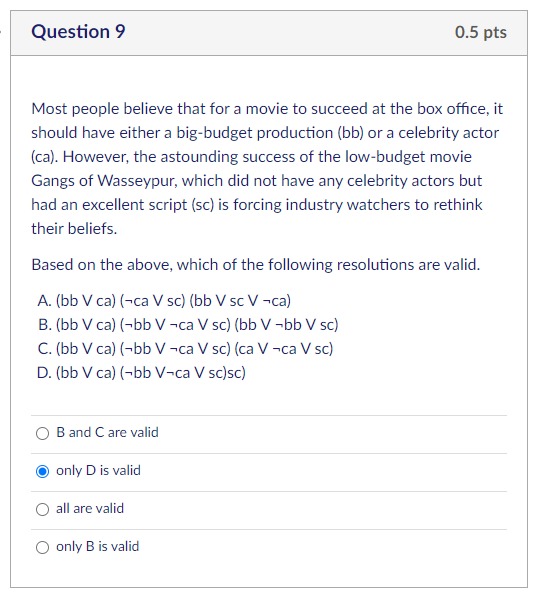 Question 9
0.5 pts
Most people believe that for a movie to succeed at the box office, it
should have either a big-budget production (bb) or a celebrity actor
(ca). However, the astounding success of the low-budget movie
Gangs of Wasseypur, which did not have any celebrity actors but
had an excellent script (sc) is forcing industry watchers to rethink
their beliefs.
Based on the above, which of the following resolutions are valid.
A. (bb V ca) (¬ca V sc) (bb V sc V ¬ca)
B. (bb V ca) (¬bb V ¬ca V sc) (bb V ¬bb V sc)
C. (bb V ca) (¬bb V ¬ca V sc) (ca V ¬ca V sc)
D. (bb V ca) (¬bb V¬ca V sc)sc)
B and C are valid
only D is valid
all are valid
only B is valid